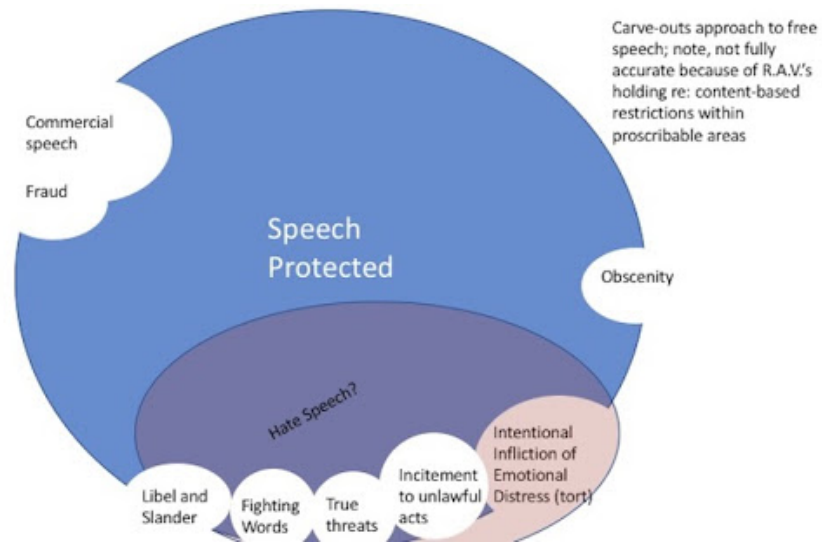 Carve-outs approach to free
speech; note, not fully
accurate because of R.A.V.'s
holding re: content-based
restrictions within
proscribable areas
Commercial
speech
Fraud
Speech
Protected
Obscenity
Hate Speech?
Intentional
Infliction of
Emotional
Distress (tort)
Incitement
to unlawful
acts
Libel and
Slander
Fighting
Words
True
threats